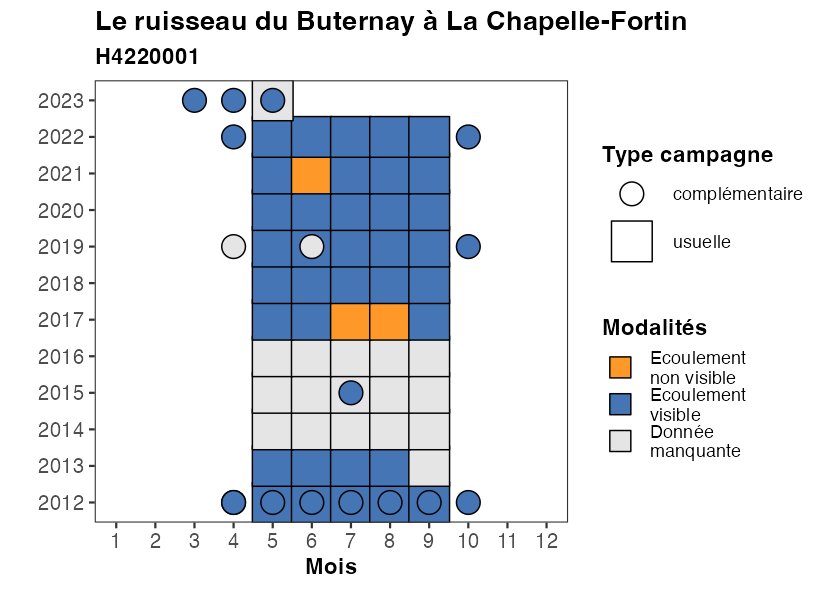 Le ruisseau du Buternay à La Chapelle-Fortin
H4220001
2023
2022
2021
2020
2019
2018
2017
2016
2015
2014
2013
2012
1 2 3 4 5 6 7 8 9 10 11 12
Mois
Type campagne
complémentaire
usuelle
Modalités
Ecoulement
non visible
Ecoulement
visible
Donnée
manquante